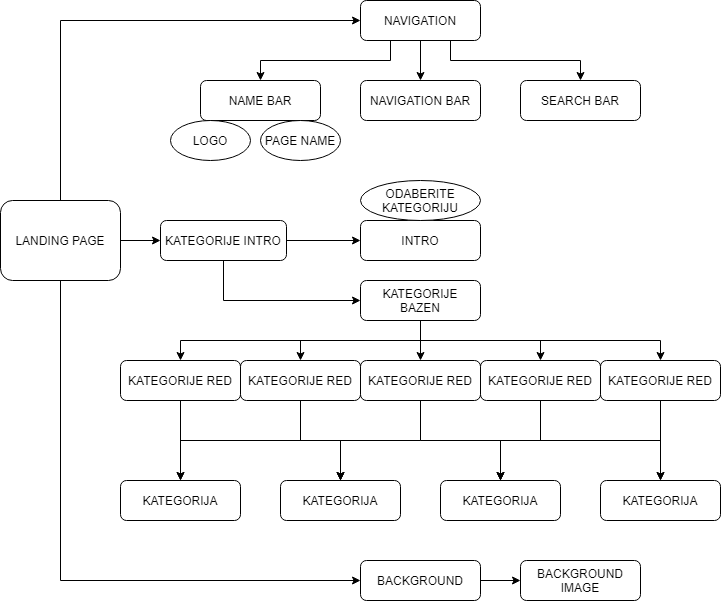 NAVIGATION
NAME BAR
NAVIGATION BAR
SEARCH BAR
LOGO
PAGE NAME
ODABERITE
KATEGORIJU
LANDING PAGE
KATEGORIJE INTRO
INTRO
KATEGORIJE
BAZEN
KATEGORIJE RED
KATEGORIJE RED
KATEGORIJE RED
KATEGORIJE RED
KATEGORIJE RED
KATEGORIJA
KATEGORIJA
KATEGORIJA
KATEGORIJA
BACKGROUND
BACKGROUND
IMAGE